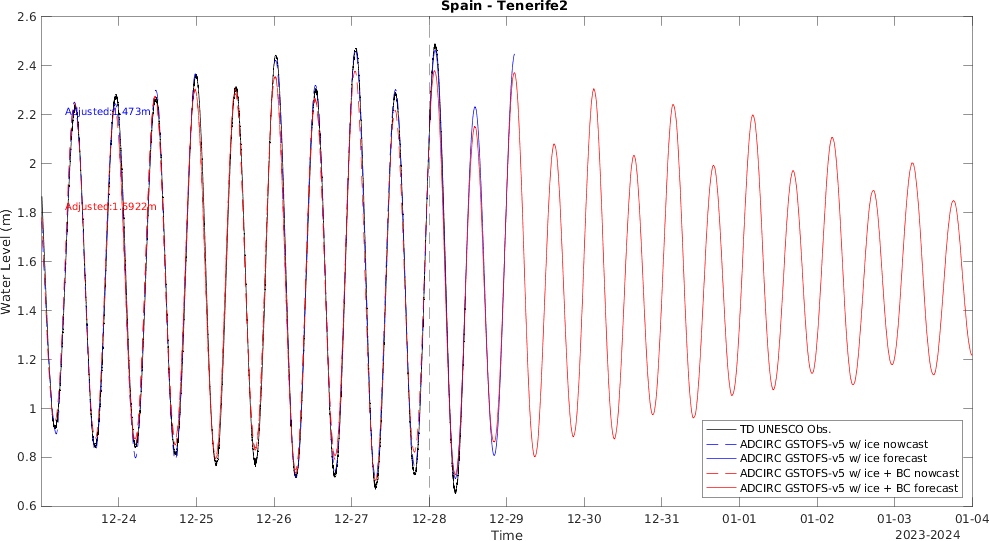 Spain - Tenerife2
2.6
2.4
2.2
2
1.8
1.6
1.4
1.2
1
0.8
0.6
Water Level (m)
Adjusted:1.473m
Adjusted:1.5922m
TD UNESCO Obs.
ADCIRC GSTOFS-v5 w/ ice nowcast
ADCIRC GSTOFS-v5 w/ ice forecast
ADCIRC GSTOFS-v5 w/ ice + BC nowcast
ADCIRC GSTOFS-v5 w/ ice + BC forecast
12-24 12-25 12-26 12-27 12-28 12-29 12-30 12-31 01-01 01-02 01-03 01-04
Time
2023-2024